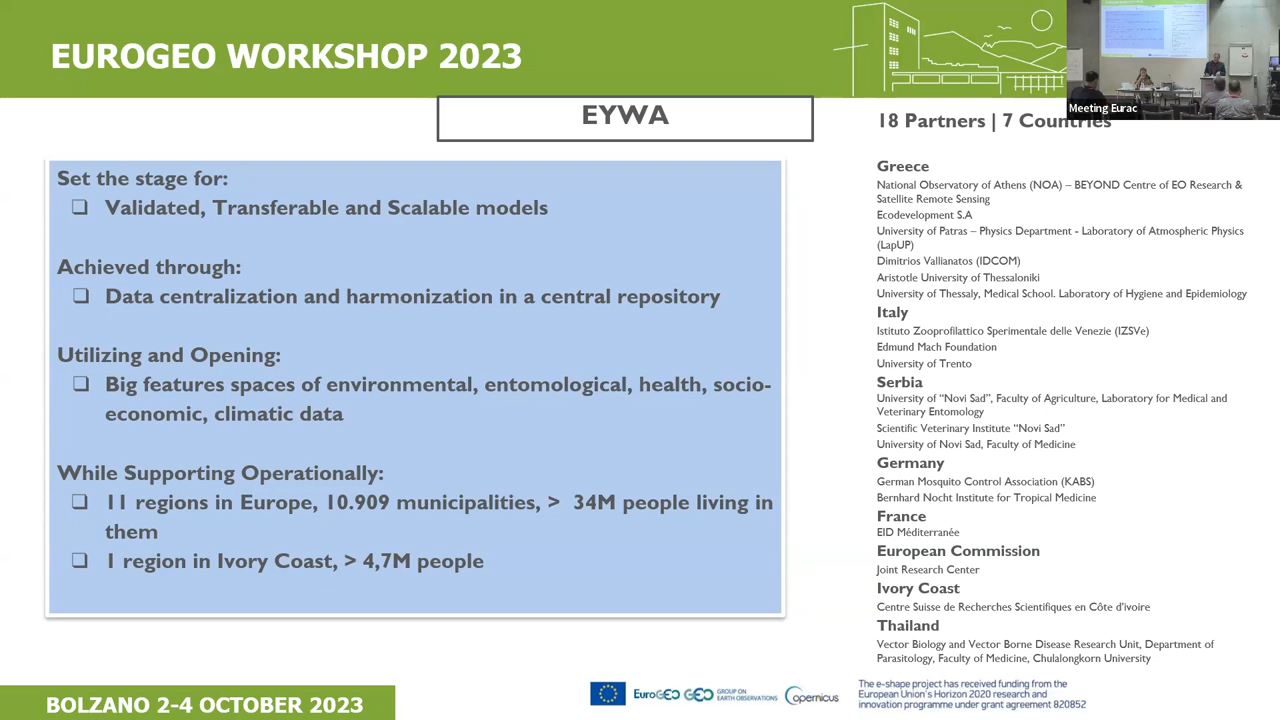 EUROGEO WORKSHOP 2023
Meeting Eurac
EYWA
18 Partners | 7 Countries
Set the stage for:
❑ Validated, Transferable and Scalable models
Achieved through:
❑ Data centralization and harmonization in a central repository
Utilizing and Opening:
❑ Big features spaces of environmental, entomological, health, socio-
economic, climatic data
While Supporting Operationally:
❑ 11 regions in Europe, 10.909 municipalities, > 34M people living in
them
❑ 1 region in Ivory Coast, > 4,7M people
Greece
National Observatory of Athens (NOA) – BEYOND Centre of EO Research &
Satellite Remote Sensing
Ecodevelopment S.A
University of Patras – Physics Department - Laboratory of Atmospheric Physics
(LapUP)
Dimitrios Vallianatos (IDCOM)
Aristotle University of Thessaloniki
University of Thessaly, Medical School. Laboratory of Hygiene and Epidemiology
Italy
Istituto Zooprofilattico Sperimentale delle Venezie (IZSVe)
Edmund Mach Foundation
University of Trento
Serbia
University of “Novi Sad”, Faculty of Agriculture, Laboratory for Medical and
Veterinary Entomology
Scientific Veterinary Institute “Novi Sad”
University of Novi Sad, Faculty of Medicine
Germany
German Mosquito Control Association (KABS)
Bernhard Nocht Institute for Tropical Medicine
France
EID Méditerranée
European Commission
Joint Research Center
Ivory Coast
Centre Suisse de Recherches Scientifiques en Côte d’ivoire
Thailand
Vector Biology and Vector Borne Disease Research Unit, Department of
Parasitology, Faculty of Medicine, Chulalongkorn University
BOLZANO 2-4 OCTOBER 2023
EuroGEO GEO GROUP ON
EARTH OBSERVATIONS
opernicus
The e-shape project has received funding from the
European Union's Horizon 2020 research and
innovation programme under grant agreement 820852